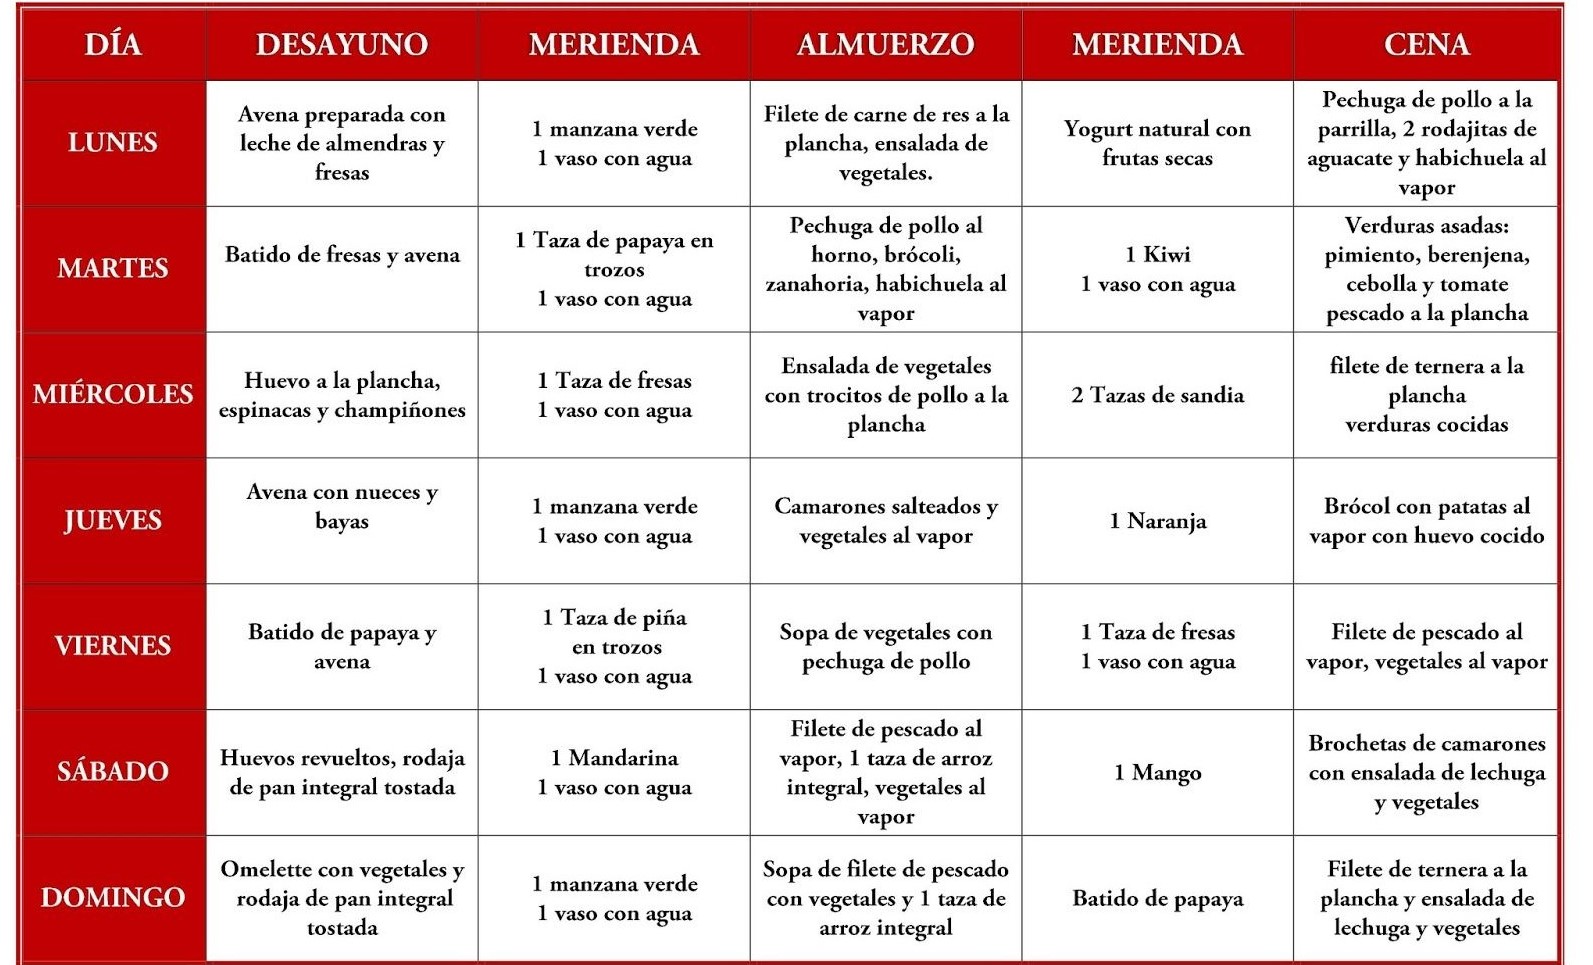 DÍA DESAYUNO MERIENDA ALMUERZO MERIENDA CENA
LUNES
Avena preparada con
leche de almendras y
fresas
1 manzana verde
1 vaso con agua
Filete de carne de res a la
plancha, ensalada de
vegetales.
Yogurt natural con
frutas secas
Pechuga de pollo a la
parrilla, 2 rodajitas de
aguacate y habichuela al
vapor
MARTES
Batido de fresas y avena
1 Taza de papaya en
trozos
1 vaso con agua
Pechuga de pollo al
horno, brócoli,
zanahoria, habichuela al
vapor
1 Kiwi
1 vaso con agua
Verduras asadas:
pimiento, berenjena,
cebolla y tomate
pescado a la plancha
MIÉRCOLES
Huevo a la plancha,
espinacas y champiñones
1 Taza de fresas
1 vaso con agua
Ensalada de vegetales
con trocitos de pollo a la
plancha
2 Tazas de sandia
filete de ternera a la
plancha
verduras cocidas
JUEVES
Avena con nueces y
bayas
1 manzana verde
1 vaso con agua
Camarones salteados y
vegetales al vapor
1 Naranja
Brócol con patatas al
vapor con huevo cocido
VIERNES
Batido de papaya y
avena
1 Taza de piña
en trozos
1 vaso con agua
Sopa de vegetales con
pechuga de pollo
1 Taza de fresas
1 vaso con agua
Filete de pescado al
vapor, vegetales al vapor
SÁBADO
Huevos revueltos, rodaja
de pan integral tostada
1 Mandarina
1 vaso con agua
Filete de pescado al
vapor, 1 taza de arroz
integral, vegetales al
vapor
1 Mango
Brochetas de camarones
con ensalada de lechuga
y vegetales
DOMINGO
Omelette con vegetales y
rodaja de pan integral
tostada
1 manzana verde
1 vaso con agua
Sopa de filete de pescado
con vegetales y 1 taza de
arroz integral
Batido de papaya
Filete de ternera a la
plancha y ensalada de
lechuga y vegetales